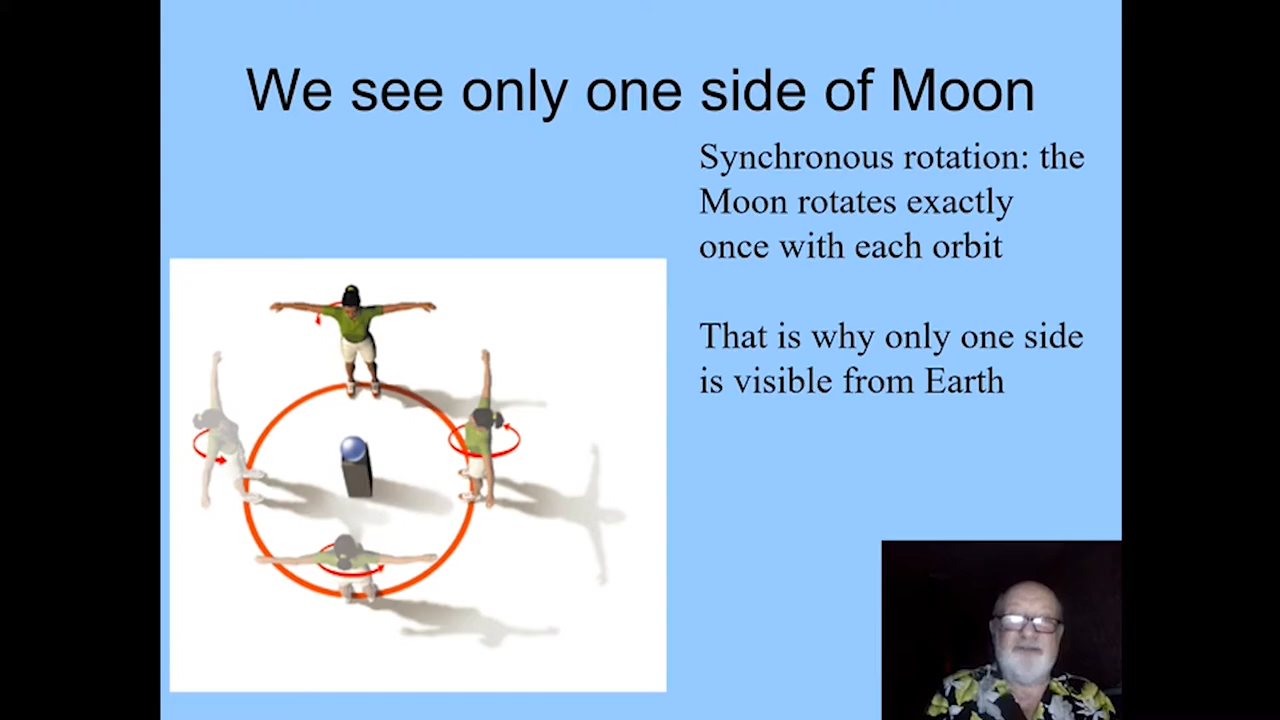 We see only one side of Moon
Synchronous rotation: the
Moon rotates exactly
once with each orbit
That is why only one side
is visible from Earth